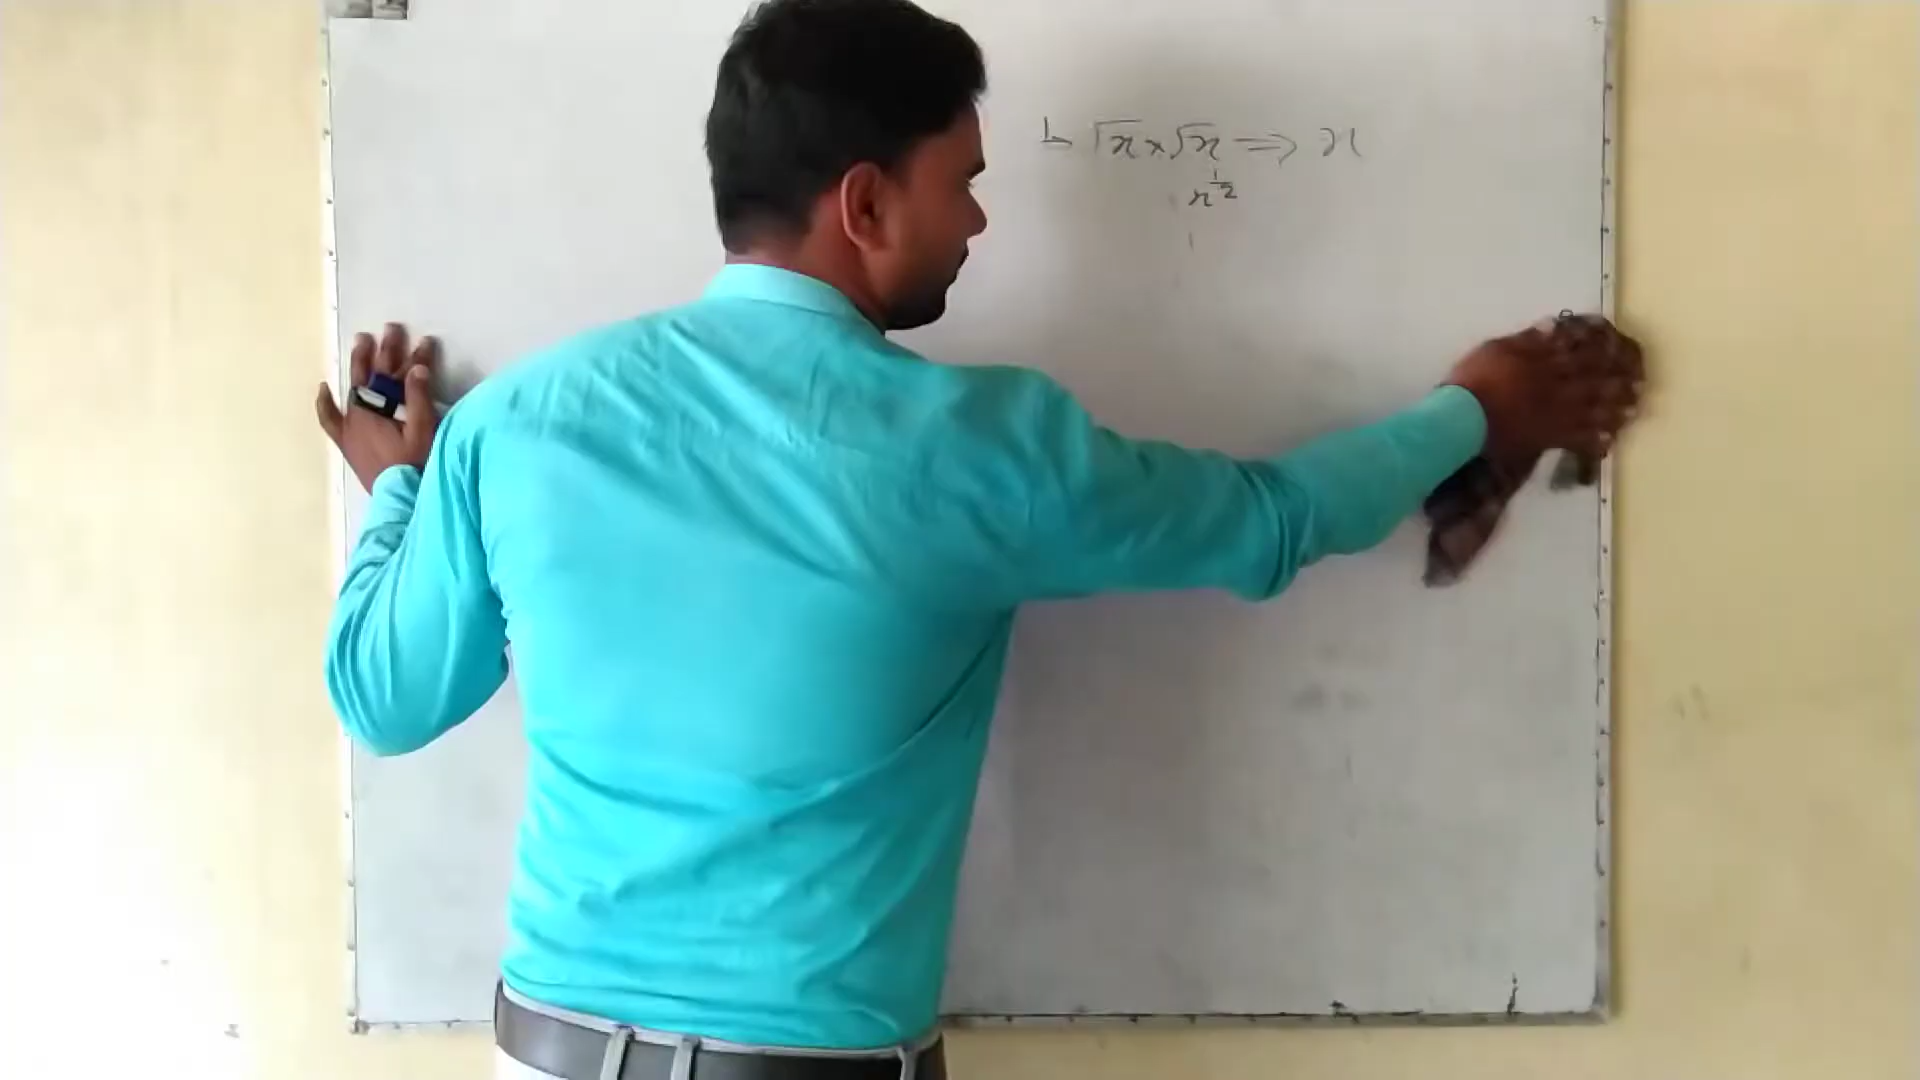 √x × √x ⇒ x
x^{1/2}